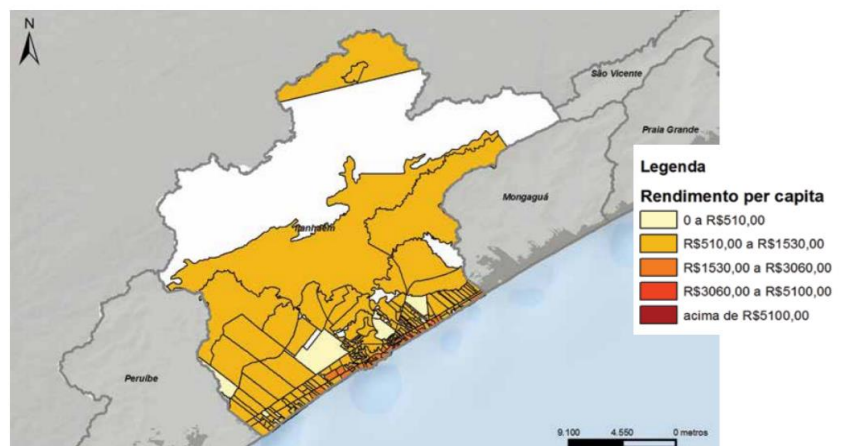 N
São Vicente
Praia Grande
Mongaguá
Itanhaém
Peruíbe
Legenda
Rendimento per capita
0 a R$510,00
R$510,00 a R$1530,00
R$1530,00 a R$3060,00
R$3060,00 a R$5100,00
acima de R$5100,00
9.100 4.550 0 metros